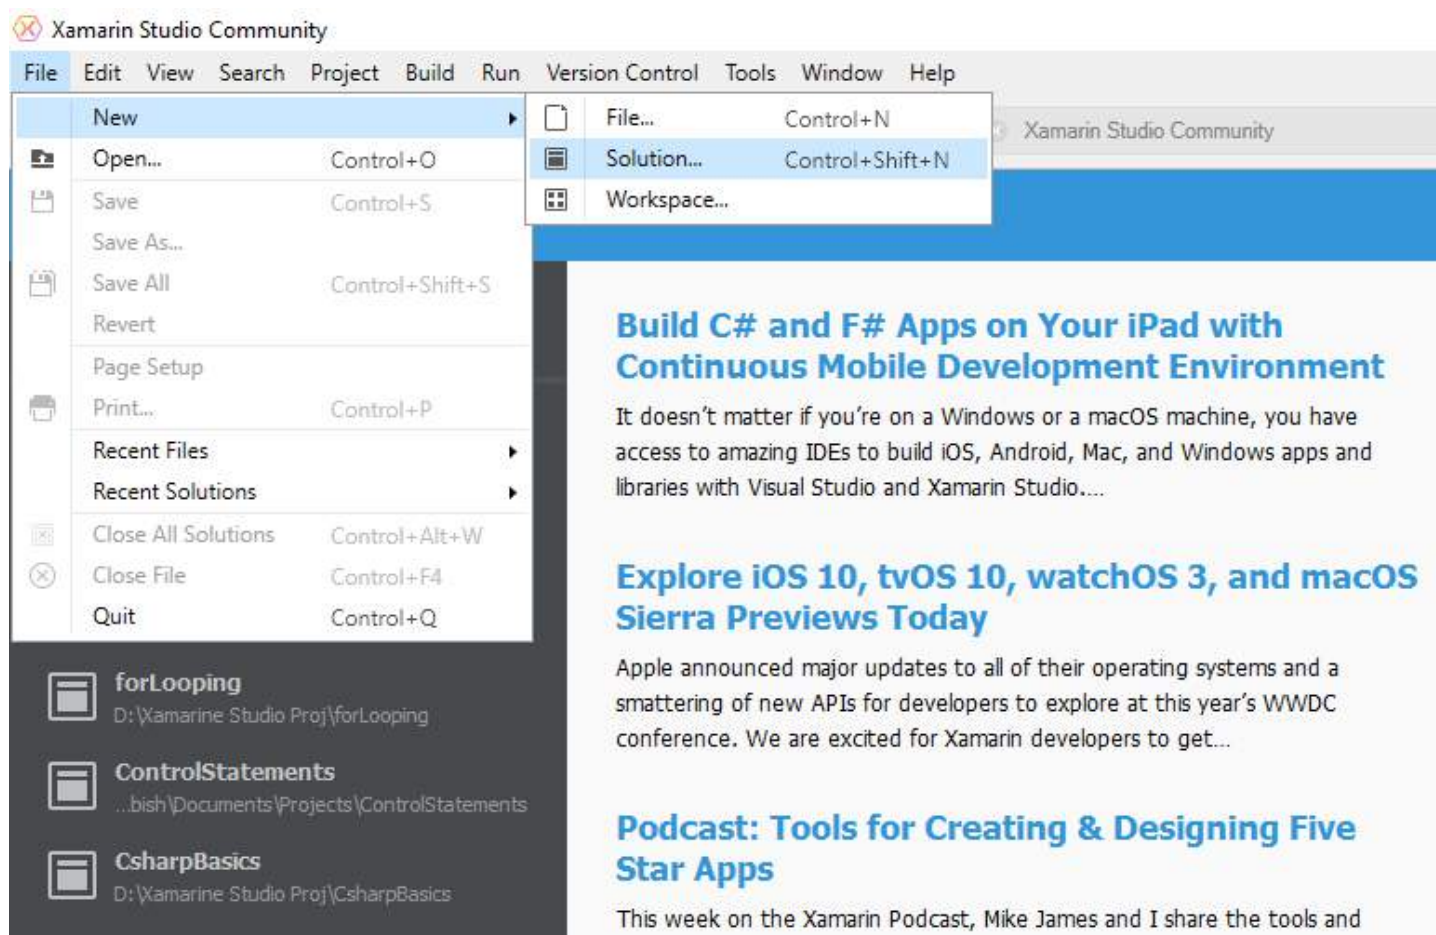 Xamarin Studio Community
File Edit View Search Project Build Run Version Control Tools Window Help
New
Open... Control+O
Save Control+S
Save As...
Save All Control+Shift+S
Revert
Page Setup
Print... Control+P
Recent Files
Recent Solutions
Close All Solutions Control+Alt+W
Close File Control+F4
Quit Control+Q
File... Control+N
Solution... Control+Shift+N
Workspace...
Xamarin Studio Community
forLooping
D:\Xamarine Studio Proj\forLooping
ControlStatements
...bish\Documents\Projects\ControlStatements
CsharpBasics
D:\Xamarine Studio Proj\CsharpBasics
Build C# and F# Apps on Your iPad with
Continuous Mobile Development Environment
It doesn't matter if you're on a Windows or a macOS machine, you have
access to amazing IDEs to build iOS, Android, Mac, and Windows apps and
libraries with Visual Studio and Xamarin Studio....
Explore iOS 10, tvOS 10, watchOS 3, and macOS
Sierra Previews Today
Apple announced major updates to all of their operating systems and a
smattering of new APIs for developers to explore at this year's WWDC
conference. We are excited for Xamarin developers to get...
Podcast: Tools for Creating & Designing Five
Star Apps
This week on the Xamarin Podcast, Mike James and I share the tools and